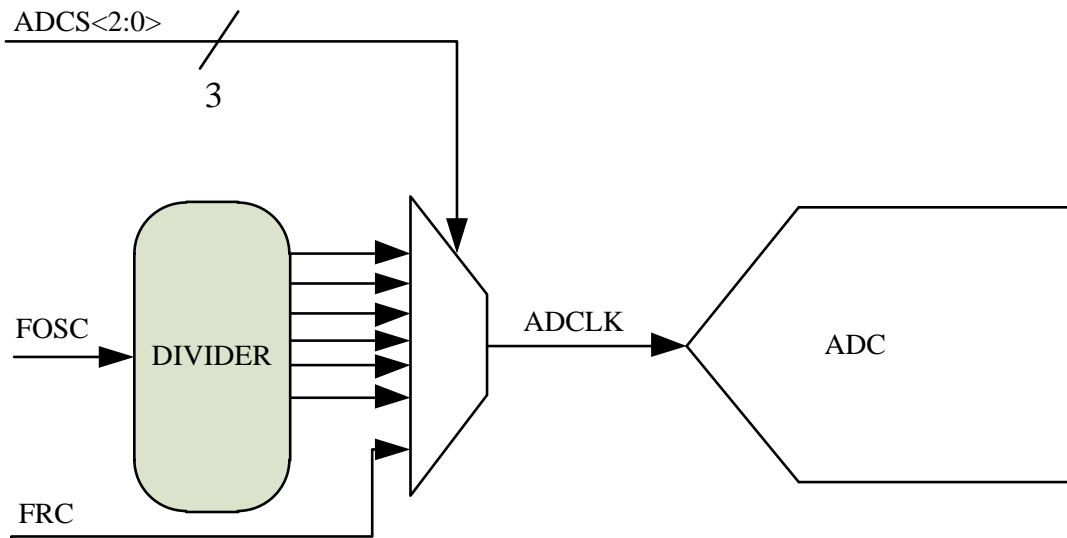 ADCS<2:0>
3
FOSC
DIVIDER
ADCLK
ADC
FRC